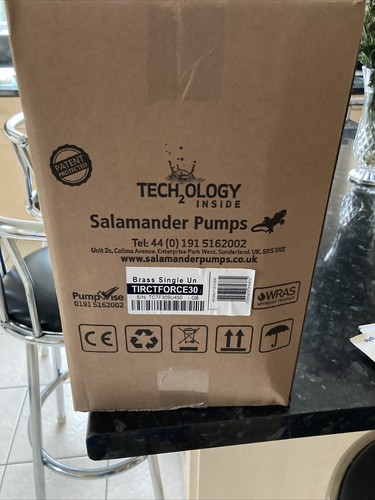 PATENT
PROTECTED
TECH2OLOGY
INSIDE
Salamander Pumps
Tel: 44 (0) 191 5162002
Unit 2c, Colima Avenue, Enterprise Park West, Sunderland, UK, SR5 3XE
www.salamanderpumps.co.uk
Brass Single Un
TIRCTFORCE30
PumpWise
0191 5162002
WRAS
CE